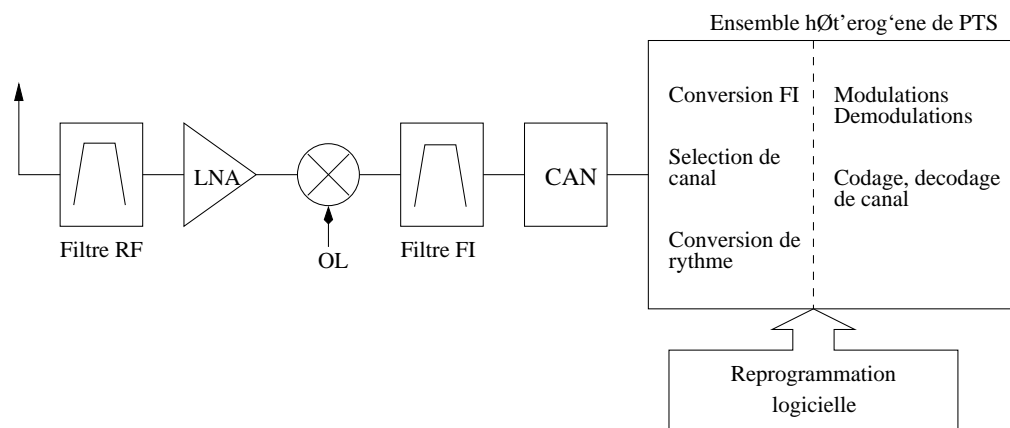 Ensemble hØt'erog‘ene de PTS
Conversion FI
Modulations
Demodulations
Selection de
canal
Codage, decodage
de canal
Conversion de
rythme
LNA
CAN
Filtre RF
OL
Filtre FI
Reprogrammation
logicielle